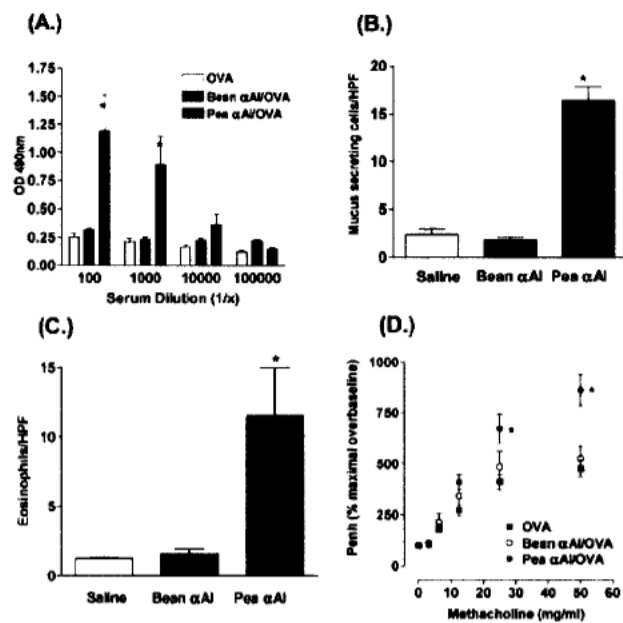 (A.)
1.75
1.50
1.25
1.00
0.75
0.50
0.25
0.00
OD 490nm
OVA
Bean αAI/OVA
Pea αAI/OVA
*
*
100 1000 10000 100000
Serum Dilution (1/x)
(B.)
20
15
10
5
0
Mucus secreting cells/HPF
*
Saline Bean αAI Pea αAI
(C.)
15
10
5
0
Eosinophils/HPF
*
Saline Bean αAI Pea αAI
(D.)
1000
750
500
250
0
Penh (% maximal overbaseline)
*
*
OVA
Bean αAI/OVA
Pea αAI/OVA
0 10 20 30 40 50 60
Methacholine (mg/ml)